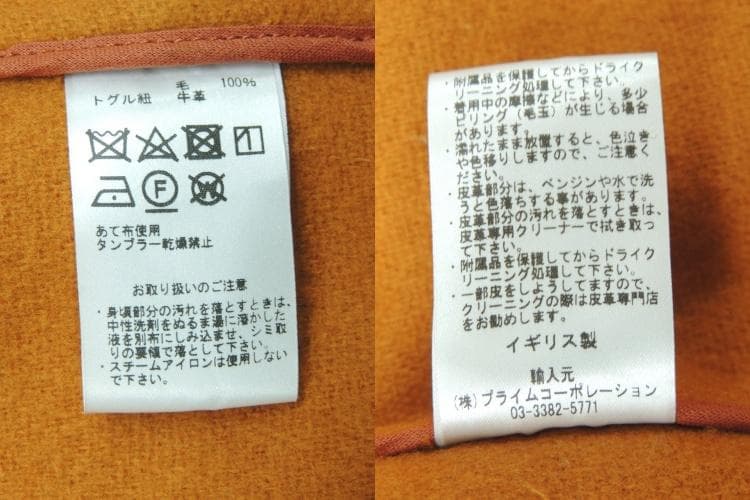 毛 100%
トグル紐 牛革
F
W
あて布使用
タンブラー乾燥禁止
お取り扱いのご注意
・身頃部分の汚れを落とすときは、
中性洗剤をぬるま湯に溶かした
液を別布にしみ込ませ、シミ取
りの要領で落として下さい。
・スチームアイロンは使用しない
で下さい。
・附属品を保護してからドライク
リーニング処理して下さい。
・着用中の摩擦などにより、多少
ピリング（毛玉）が生じる場合
があります。
・濡れたまま放置すると、色泣き
や色移りしますので、ご注意く
ださい。
・皮革部分は、ベンジンや水で洗
うと色落ちする事があります。
・皮革部分の汚れを落とすときは、
皮革専用クリーナーで拭き取っ
て下さい。
・附属品を保護してからドライク
リーニング処理して下さい。
・一部皮をしようしてますので、
クリーニングの際は皮革専門店
をお勧めします。
イギリス製
輸入元
(株)プライムコーポレーション
03-3382-5771